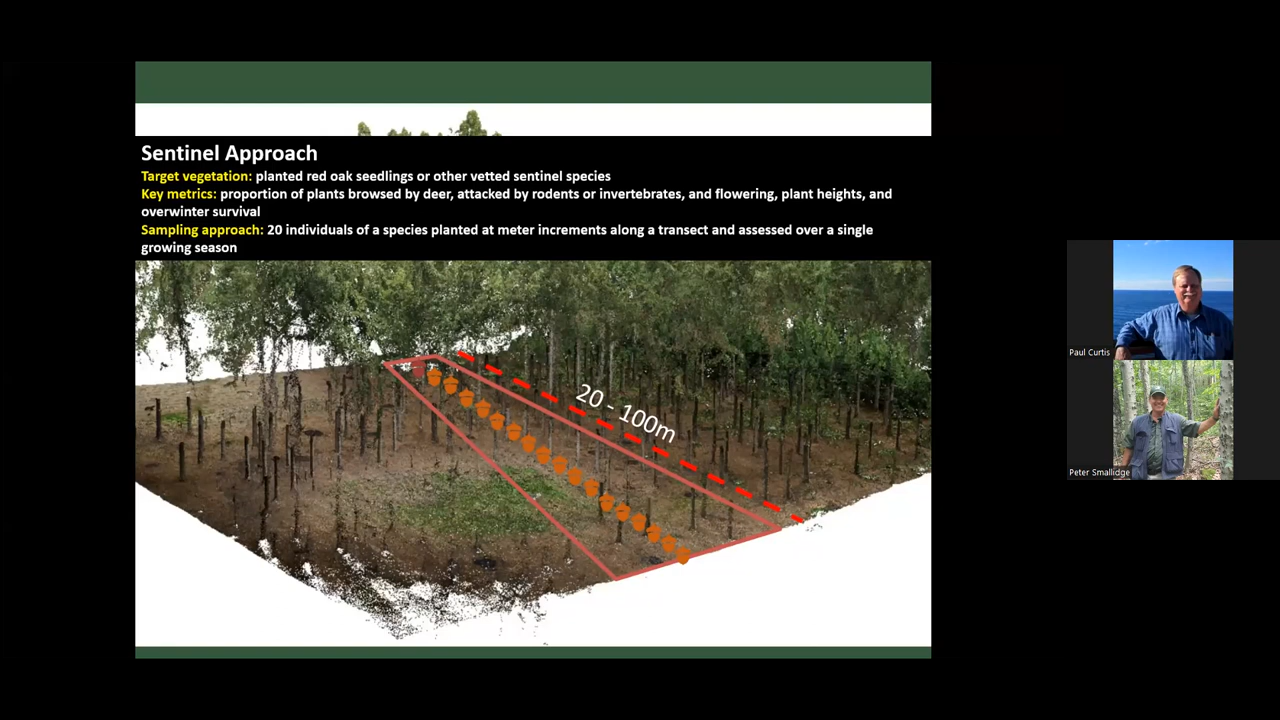 Sentinel Approach
Target vegetation: planted red oak seedlings or other vetted sentinel species
Key metrics: proportion of plants browsed by deer, attacked by rodents or invertebrates, and flowering, plant heights, and
overwinter survival
Sampling approach: 20 individuals of a species planted at meter increments along a transect and assessed over a single
growing season
20 - 100m
Paul Curtis
Peter Smallidge